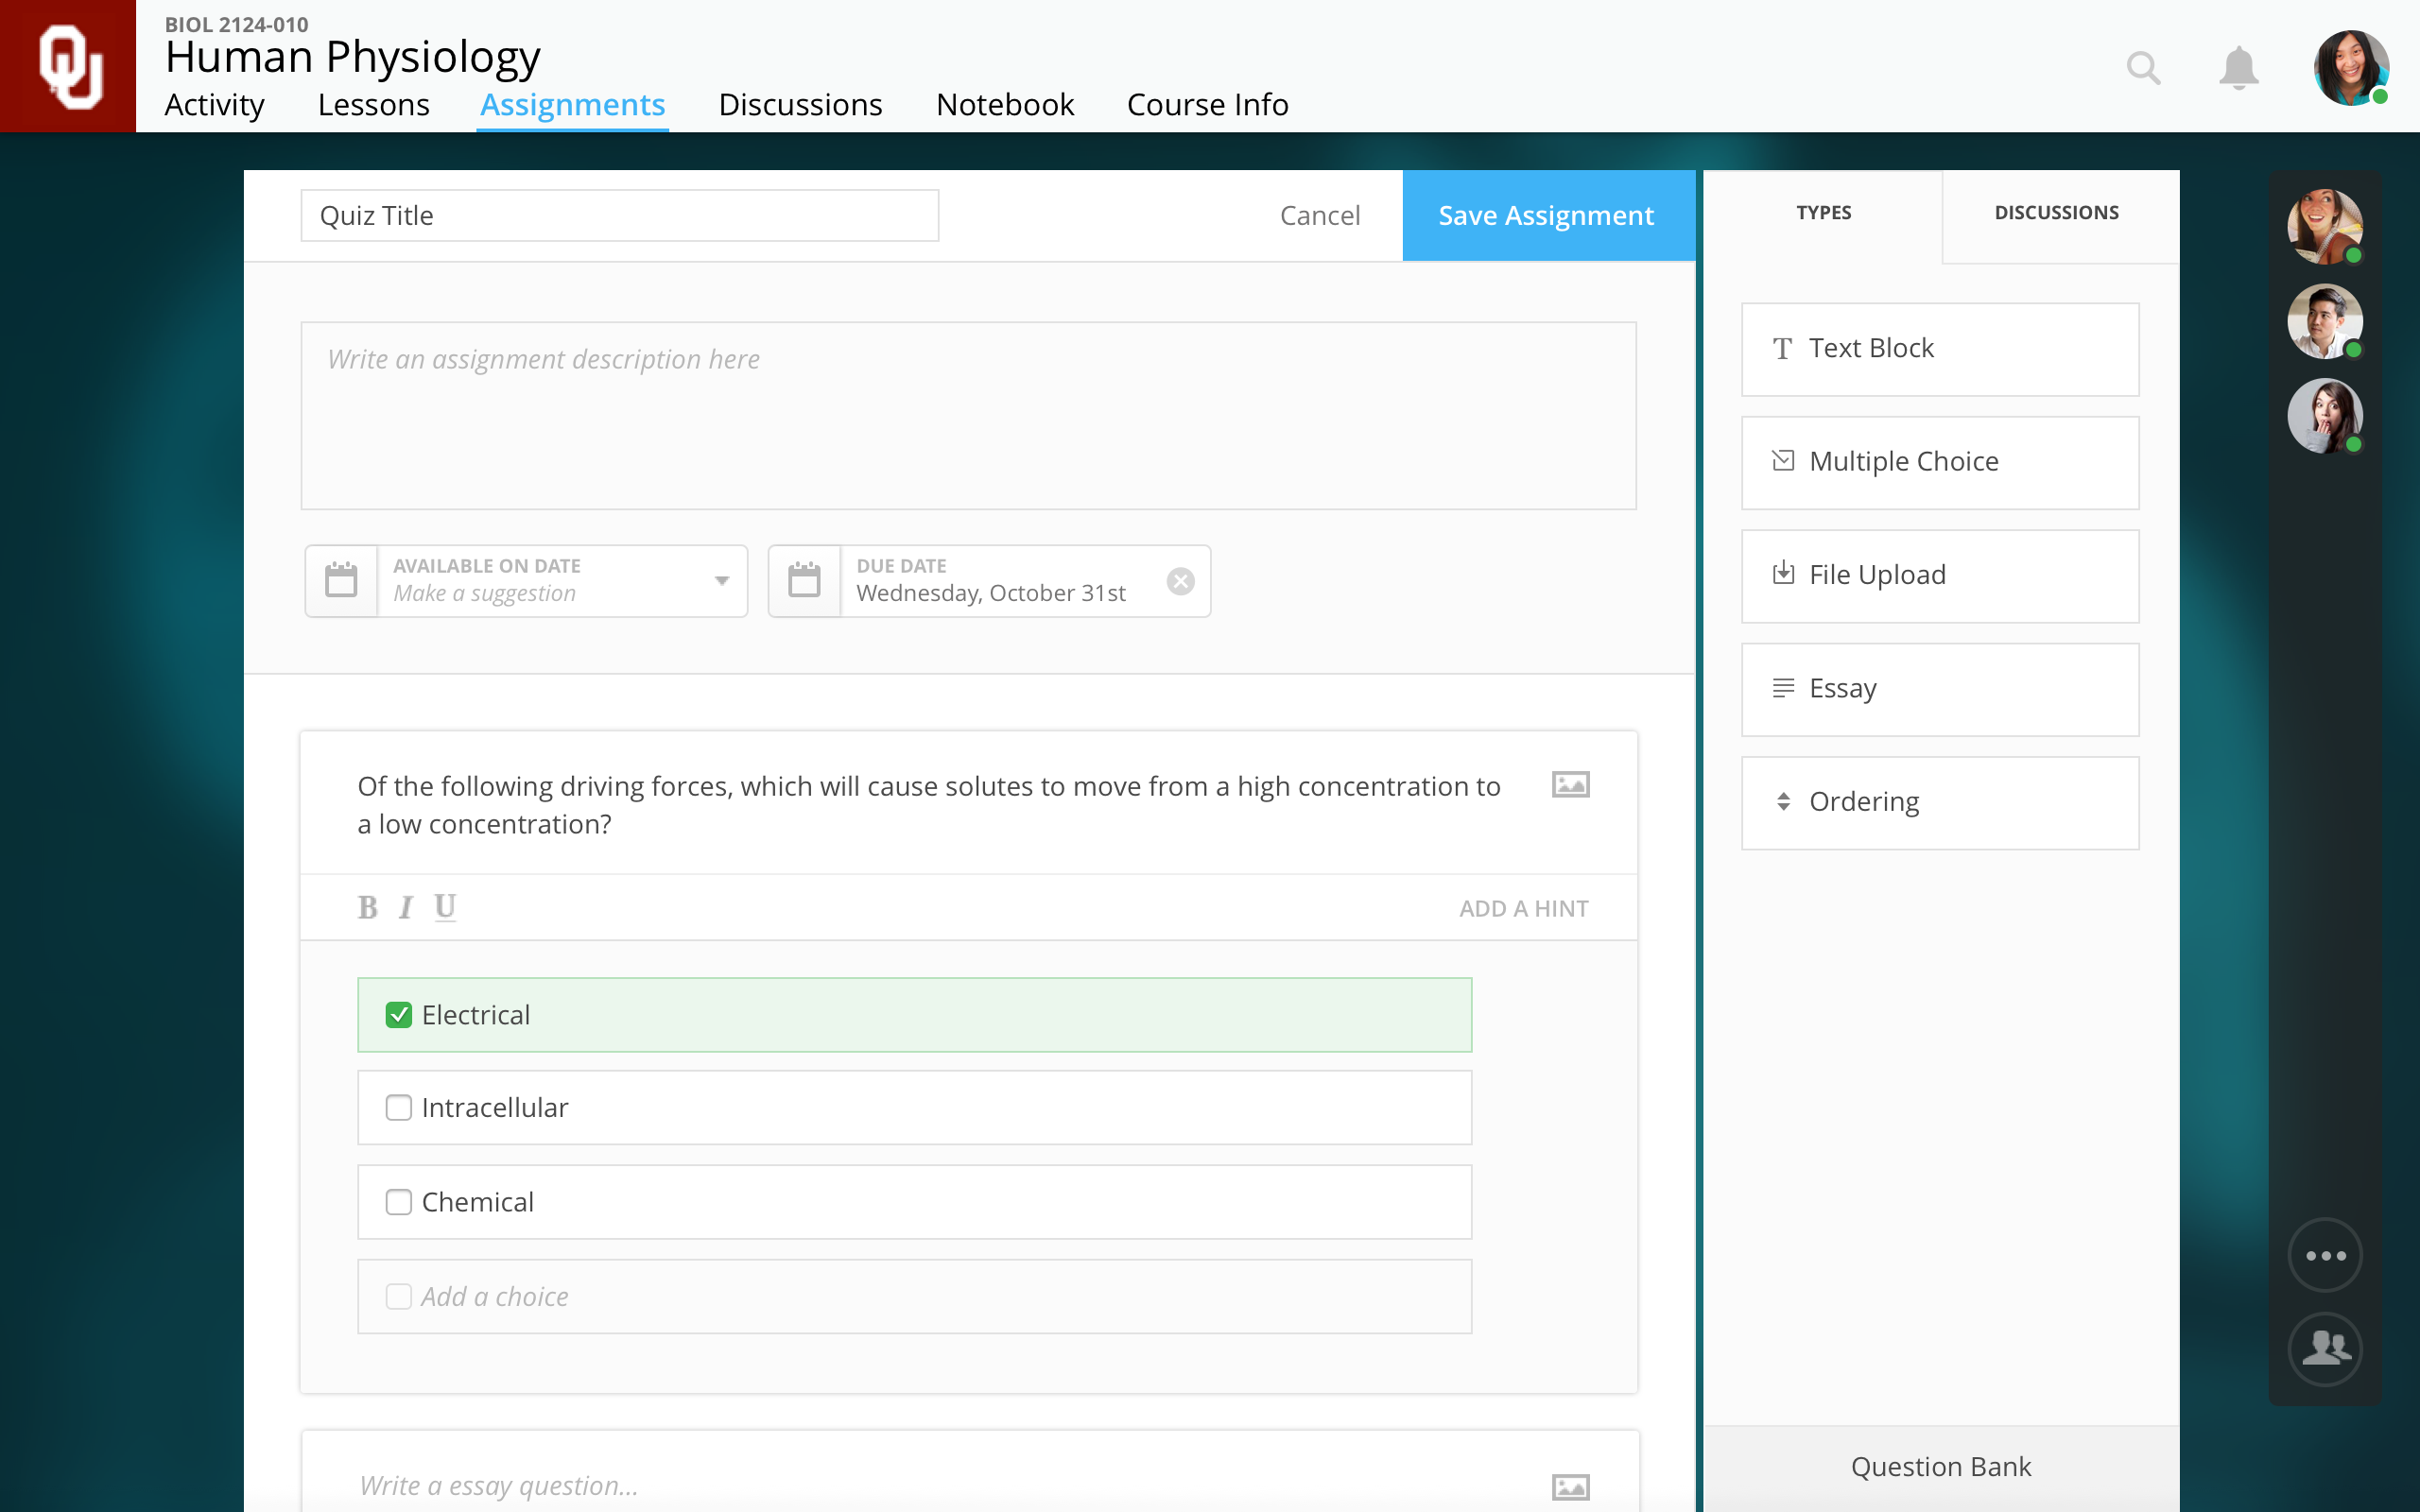 OU
BIOL 2124-010
Human Physiology
Activity Lessons Assignments Discussions Notebook Course Info
Quiz Title
Cancel
Save Assignment
Write an assignment description here
AVAILABLE ON DATE
Make a suggestion
DUE DATE
Wednesday, October 31st
Of the following driving forces, which will cause solutes to move from a high concentration to
a low concentration?
B I U
ADD A HINT
Electrical
Intracellular
Chemical
Add a choice
Write a essay question...
TYPES
DISCUSSIONS
T Text Block
Multiple Choice
File Upload
Essay
Ordering
Question Bank